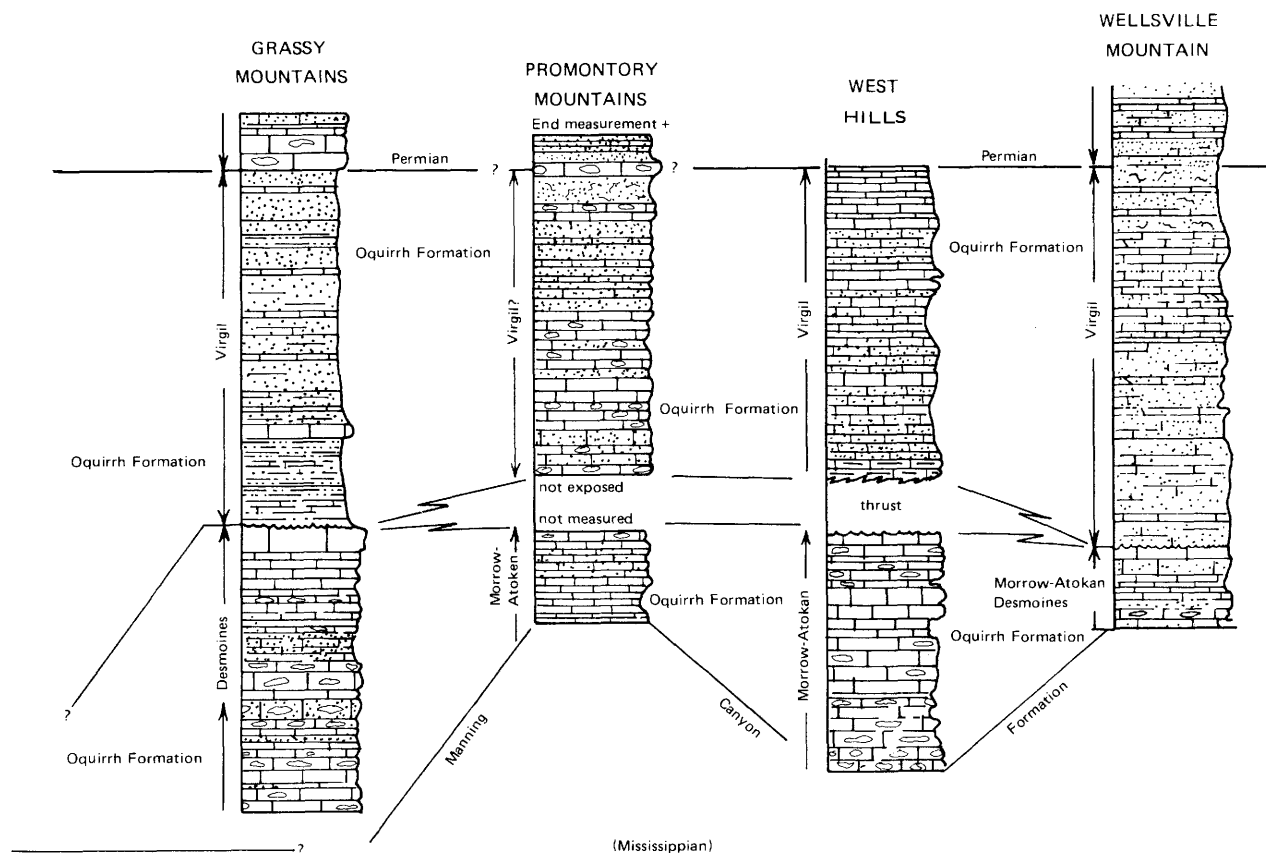 GRASSY
MOUNTAINS
PROMONTORY
MOUNTAINS
End measurement +
WEST
HILLS
WELLSVILLE
MOUNTAIN
Permian
?
?
Permian
Oquirrh Formation
Oquirrh Formation
Virgil
Virgil?
Virgil
Virgil
Oquirrh Formation
Oquirrh Formation
not exposed
not measured
thrust
Desmoines
Morrow-
Atoken
Oquirrh Formation
Morrow-Atokan
Morrow-Atokan
Desmoines
Oquirrh Formation
?
Oquirrh Formation
Manning
Canyon
Formation
?
(Mississippian)